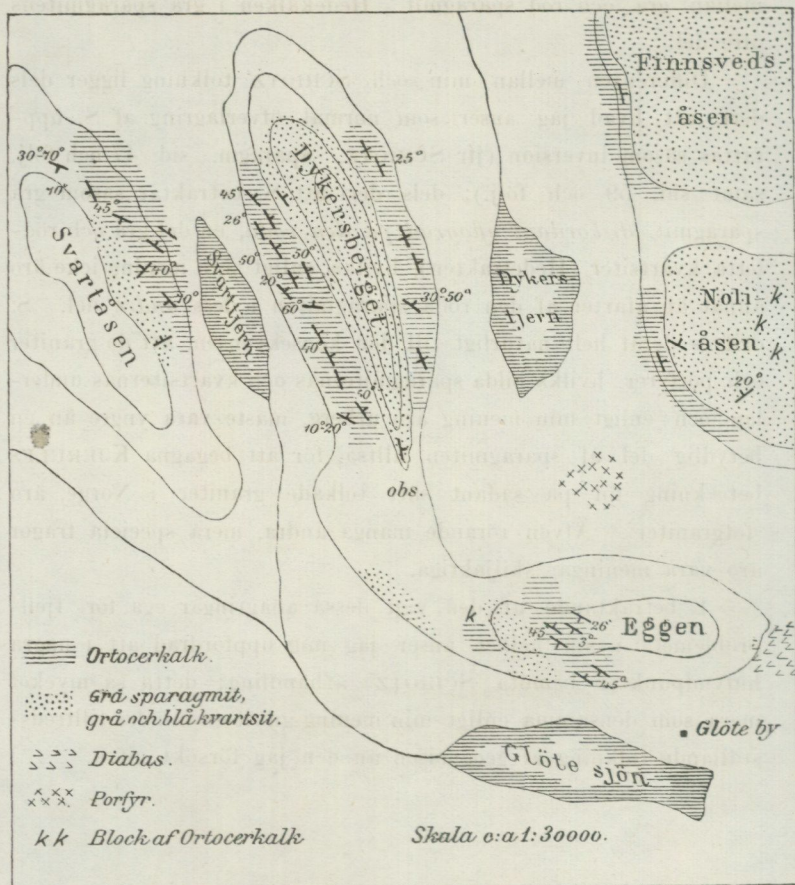 Finnsveds-
åsen
25°
30°-70°
70°
45°
45°
26°
Dykersberget
Svartåsen
50°
50°
Svarttjern
Dykers
tjern
Noli
k
k
åsen
k
70°
70°
20°
60°
30°-50°
20°
40°
50
10°-20°
obs.
k
45
26°
3°
Eggen
45°
Ortocerkalk.
Grå sparagmit,
grå och blå kvartsit.
Glöte by
Diabas.
Glöte sjön
Porfyr.
k k Block af Ortocerkalk
Skala c:a 1:30000.